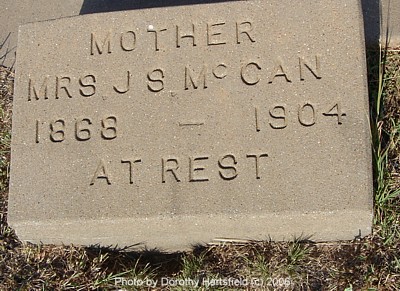 MOTHER
MRS J S McCAN
1868 — 1904
AT REST
Photo by Dorothy Hartsfield (c) 2006